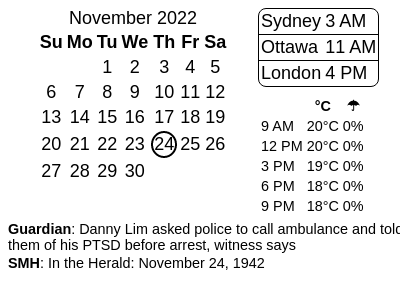 November 2022
Su Mo Tu We Th Fr Sa
1 2 3 4 5
6 7 8 9 10 11 12
13 14 15 16 17 18 19
20 21 22 23 24 25 26
27 28 29 30
Sydney 3 AM
Ottawa 11 AM
London 4 PM
°C ☂
9 AM 20°C 0%
12 PM 20°C 0%
3 PM 19°C 0%
6 PM 18°C 0%
9 PM 18°C 0%
Guardian: Danny Lim asked police to call ambulance and told
them of his PTSD before arrest, witness says
SMH: In the Herald: November 24, 1942